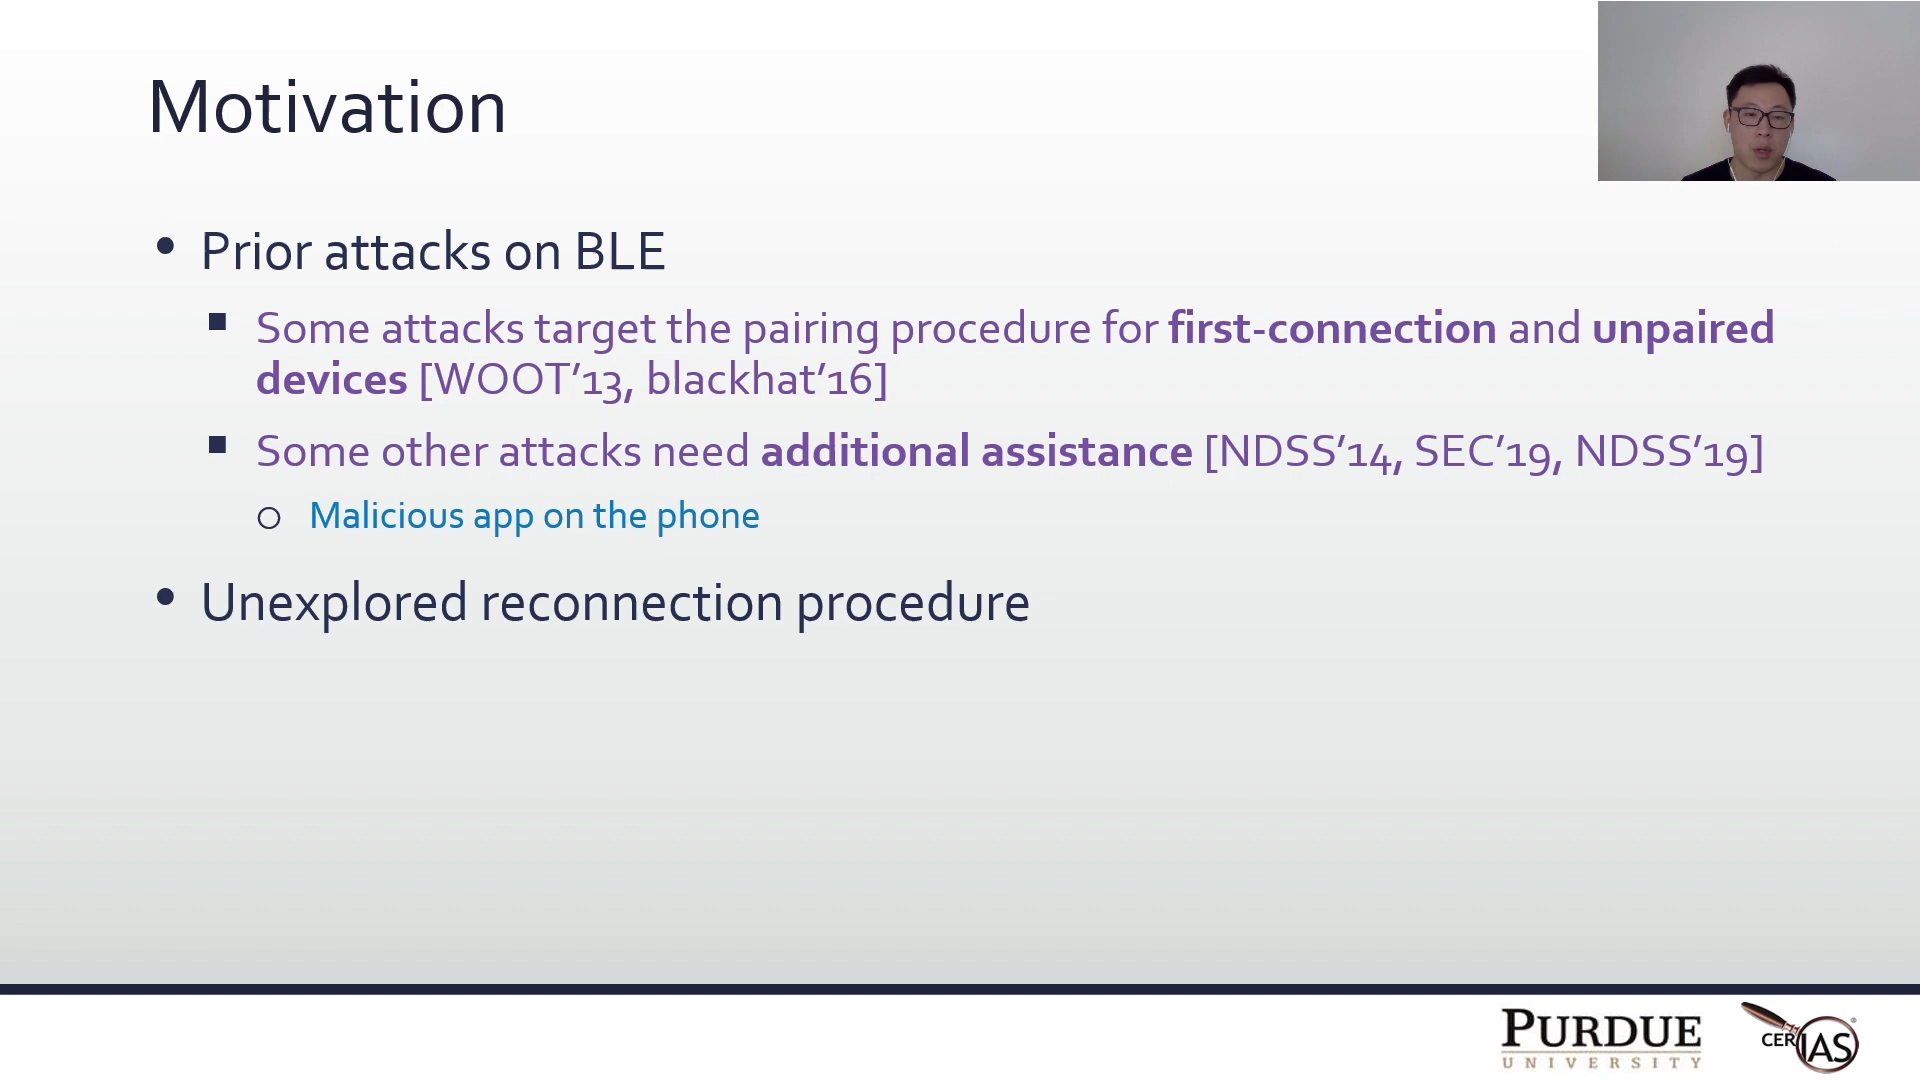 Motivation
• Prior attacks on BLE
▪ Some attacks target the pairing procedure for first-connection and unpaired
devices [WOOT’13, blackhat’16]
▪ Some other attacks need additional assistance [NDSS’14, SEC’19, NDSS’19]
o Malicious app on the phone
• Unexplored reconnection procedure
PURDUE
UNIVERSITY
CERIAS®